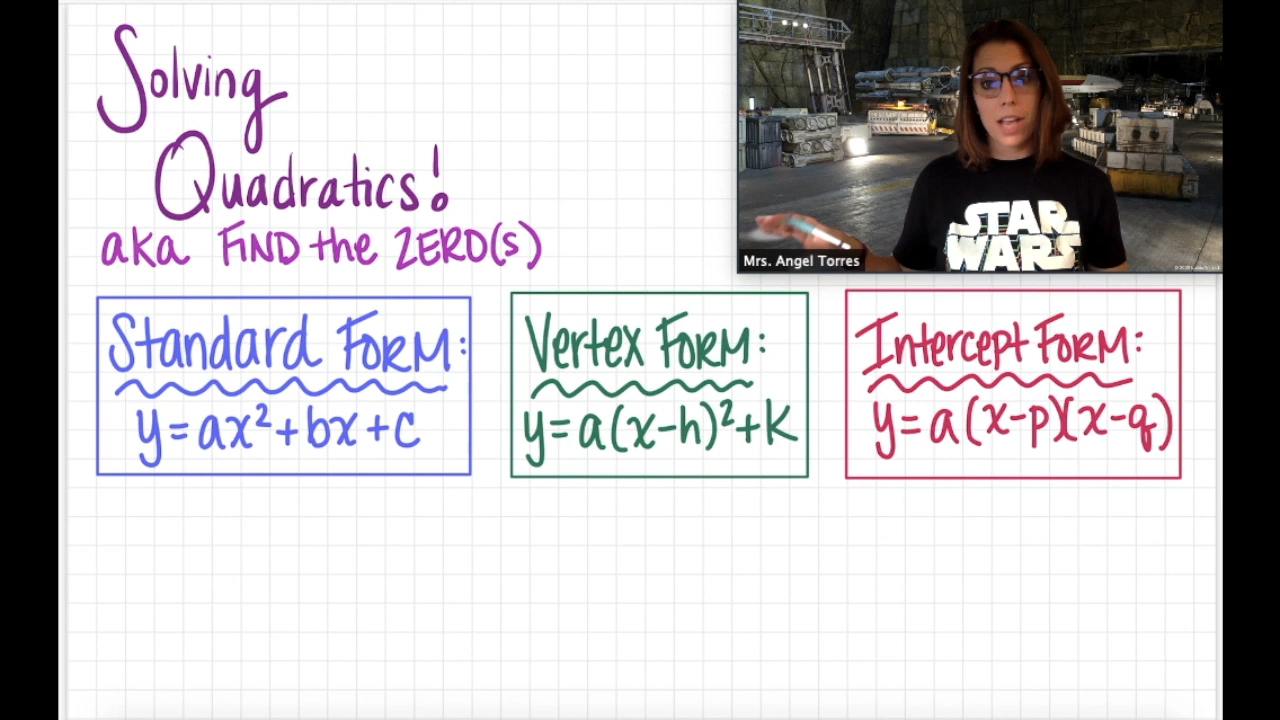 Solving
Quadratics!
aka FIND the ZERO(S)
STAR
WARS
Mrs. Angel Torres
Standard FORM:
y=ax²+bx+c
Vertex FORM:
y=a(x-h)²+k
Intercept FORM:
y=a(x-p)(x-q)